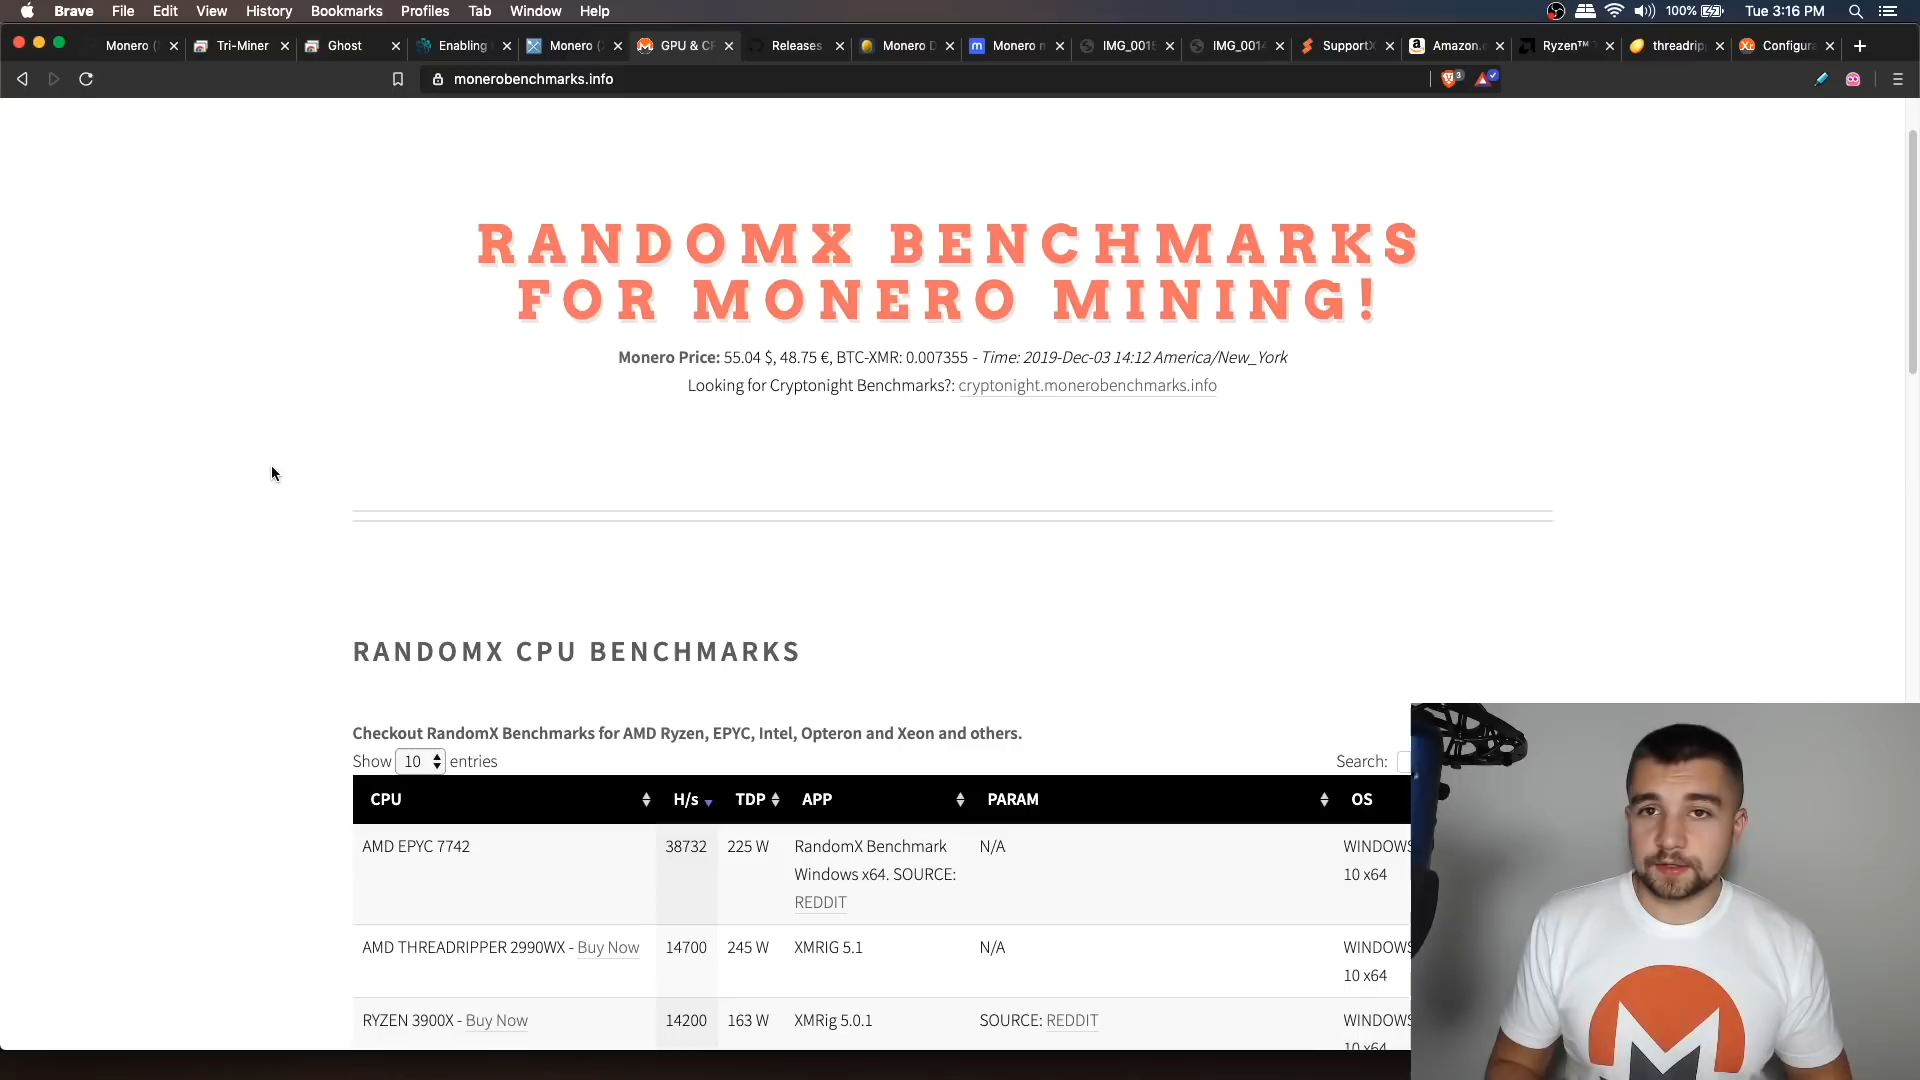 Brave File Edit View History Bookmarks Profiles Tab Window Help 100% Tue 3:16 PM
Monero ( Tri-Miner Ghost Enabling Monero ( GPU & C Releases Monero D Monero m IMG_001 IMG_001 Support Amazon. Ryzen™ threadrip Configura
monerobenchmarks.info 3
RANDOMX BENCHMARKS
FOR MONERO MINING!
Monero Price: 55.04 $, 48.75 €, BTC-XMR: 0.007355 - Time: 2019-Dec-03 14:12 America/New_York
Looking for Cryptonight Benchmarks?: cryptonight.monerobenchmarks.info
RANDOMX CPU BENCHMARKS
Checkout RandomX Benchmarks for AMD Ryzen, EPYC, Intel, Opteron and Xeon and others.
Show 10 entries Search:
CPU H/s TDP APP PARAM OS
AMD EPYC 7742 38732 225 W RandomX Benchmark N/A WINDOWS
Windows x64. SOURCE: 10 x64
REDDIT
AMD THREADRIPPER 2990WX - Buy Now 14700 245 W XMRIG 5.1 N/A WINDOWS
10 x64
RYZEN 3900X - Buy Now 14200 163 W XMRig 5.0.1 SOURCE: REDDIT WINDOWS
10 x64